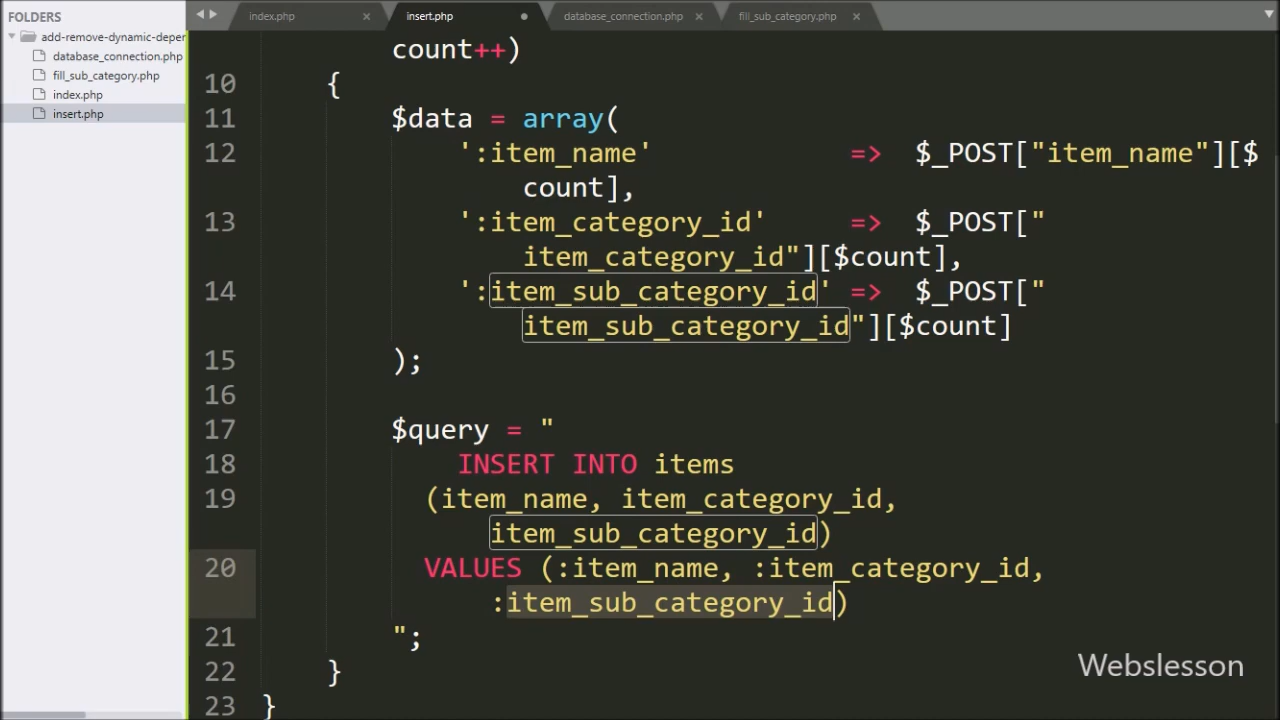 FOLDERS
add-remove-dynamic-deper
database_connection.php
fill_sub_category.php
index.php
insert.php
index.php × insert.php database_connection.php × fill_sub_category.php ×
count++)
10 {
11 $data = array(
12 ':item_name' => $_POST["item_name"][$
count],
13 ':item_category_id' => $_POST["
item_category_id"][$count],
14 ':item_sub_category_id' => $_POST["
item_sub_category_id"][$count]
15 );
16
17 $query = "
18 INSERT INTO items
19 (item_name, item_category_id,
item_sub_category_id)
20 VALUES (:item_name, :item_category_id,
:item_sub_category_id)
21 ";
22 }
23 }
Webslesson